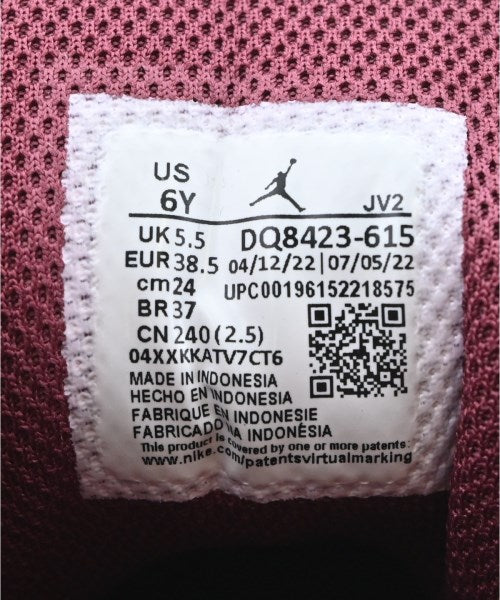 US
6Y
JV2
UK 5.5 DQ8423-615
EUR 38.5 04/12/22 | 07/05/22
cm 24 UPC00196152218575
BR 37
CN 240 (2.5)
04XXKKATV7CT6
MADE IN INDONESIA
HECHO EN INDONESIA
FABRIQUE EN INDONESIE
FABRICADO NA INDONÊSIA
This product is covered by one or more patents:
www.nike.com/patentsvirtualmarking